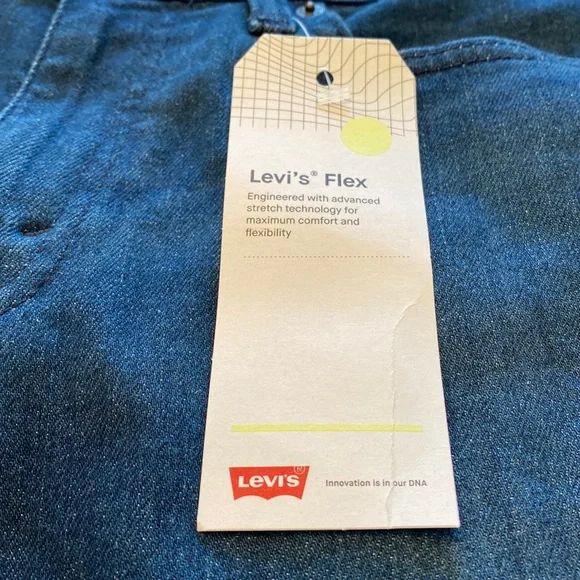 Levi's® Flex
Engineered with advanced
stretch technology for
maximum comfort and
flexibility
LEVI'S ®
Innovation is in our DNA